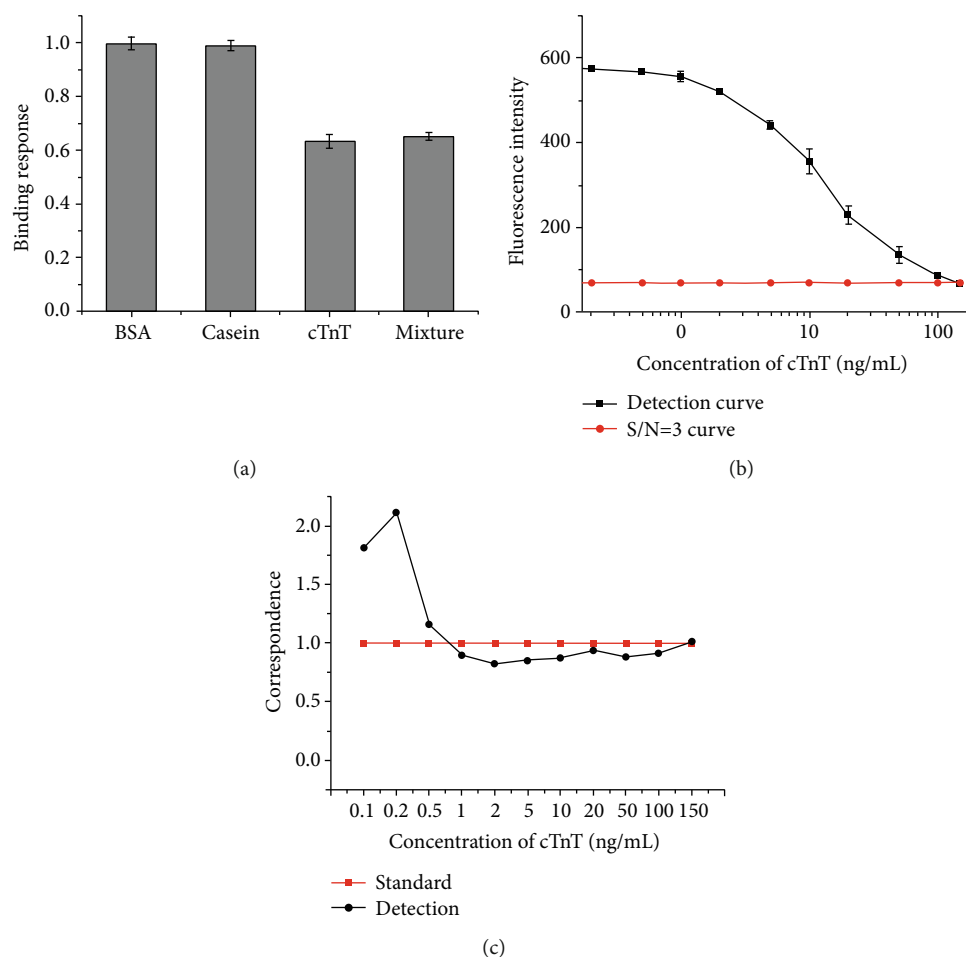 Binding response
1.0
0.8
0.6
0.4
0.2
0.0
BSA Casein cTnT Mixture
(a)
Fluorescence intensity
600
400
200
0
0 10 100
Concentration of cTnT (ng/mL)
Detection curve
S/N=3 curve
(b)
Correspondence
2.0
1.5
1.0
0.5
0.0
0.1 0.2 0.5 1 2 5 10 20 50 100 150
Concentration of cTnT (ng/mL)
Standard
Detection
(c)